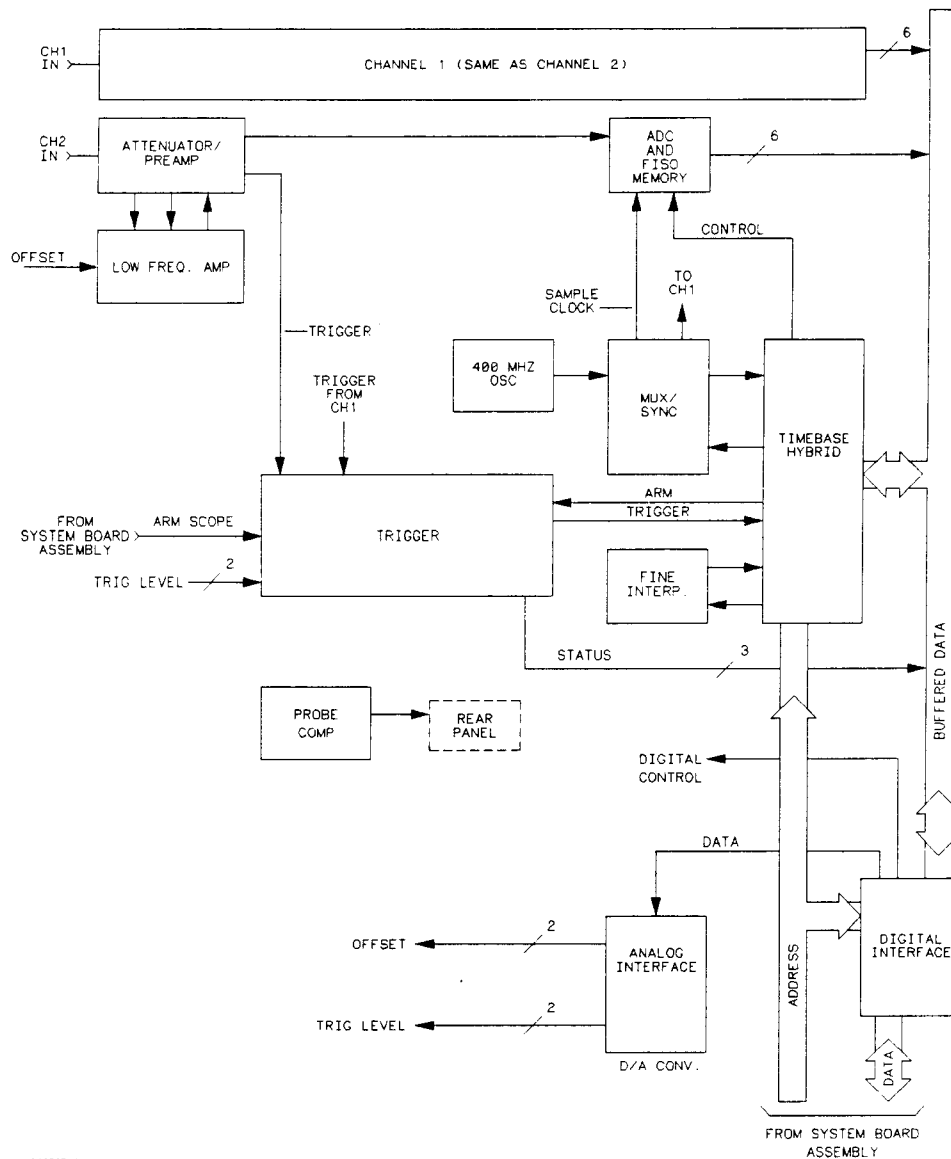 CH1
IN
CHANNEL 1 (SAME AS CHANNEL 2)
6
CH2
IN
ATTENUATOR/
PREAMP
ADC
AND
FISO
MEMORY
6
OFFSET
LOW FREQ. AMP
CONTROL
SAMPLE
CLOCK
TO
CH1
TRIGGER
TRIGGER
FROM
CH1
400 MHZ
OSC
MUX/
SYNC
TIMEBASE
HYBRID
FROM
SYSTEM BOARD
ASSEMBLY
ARM SCOPE
TRIG LEVEL
2
TRIGGER
ARM
TRIGGER
FINE
INTERP.
STATUS
3
BUFFERED DATA
PROBE
COMP
REAR
PANEL
DIGITAL
CONTROL
DATA
OFFSET
2
TRIG LEVEL
2
ANALOG
INTERFACE
D/A CONV.
ADDRESS
DIGITAL
INTERFACE
DATA
FROM SYSTEM BOARD
ASSEMBLY